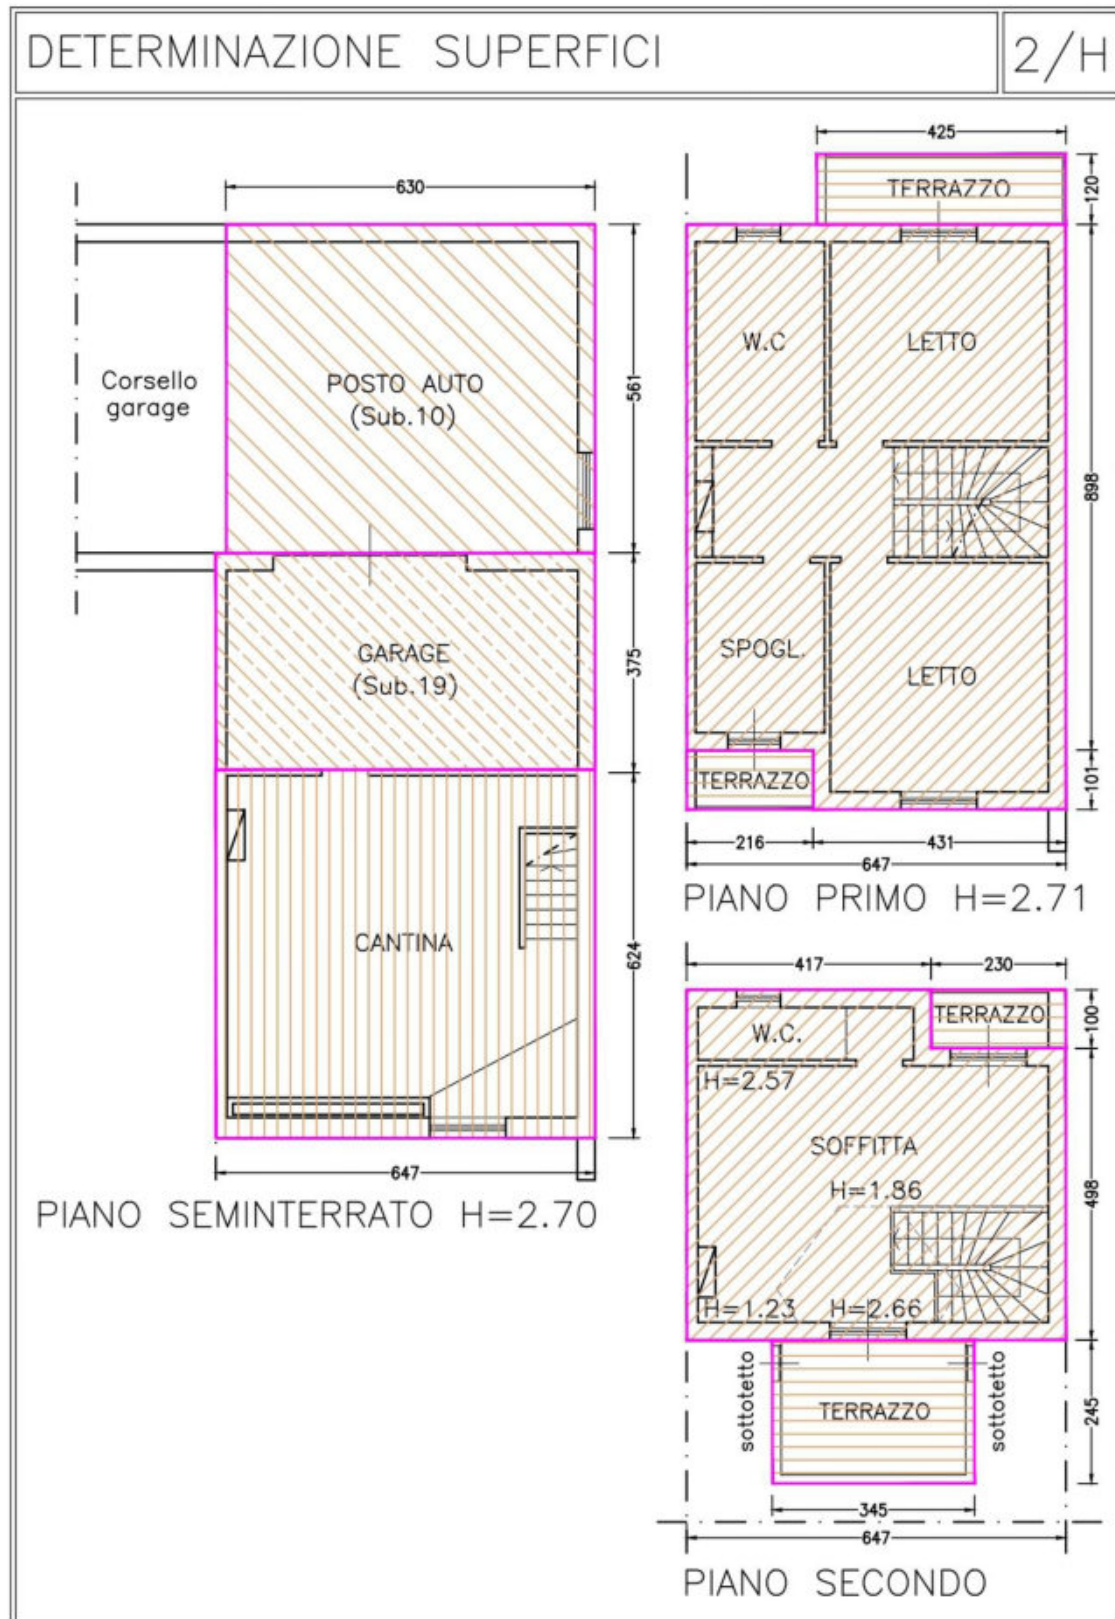 DETERMINAZIONE SUPERFICI
2/H
630
Corsello
garage
POSTO AUTO
(Sub.10)
561
GARAGE
(Sub.19)
375
CANTINA
624
647
PIANO SEMINTERRATO H=2.70
425
TERRAZZO
120
W.C
LETTO
898
SPOGL.
LETTO
TERRAZZO
101
216
431
647
PIANO PRIMO H=2.71
417
230
TERRAZZO
100
W.C.
H=2.57
SOFFITTA
H=1.86
498
H=1.23
H=2.66
sottotetto
TERRAZZO
sottotetto
245
345
647
PIANO SECONDO